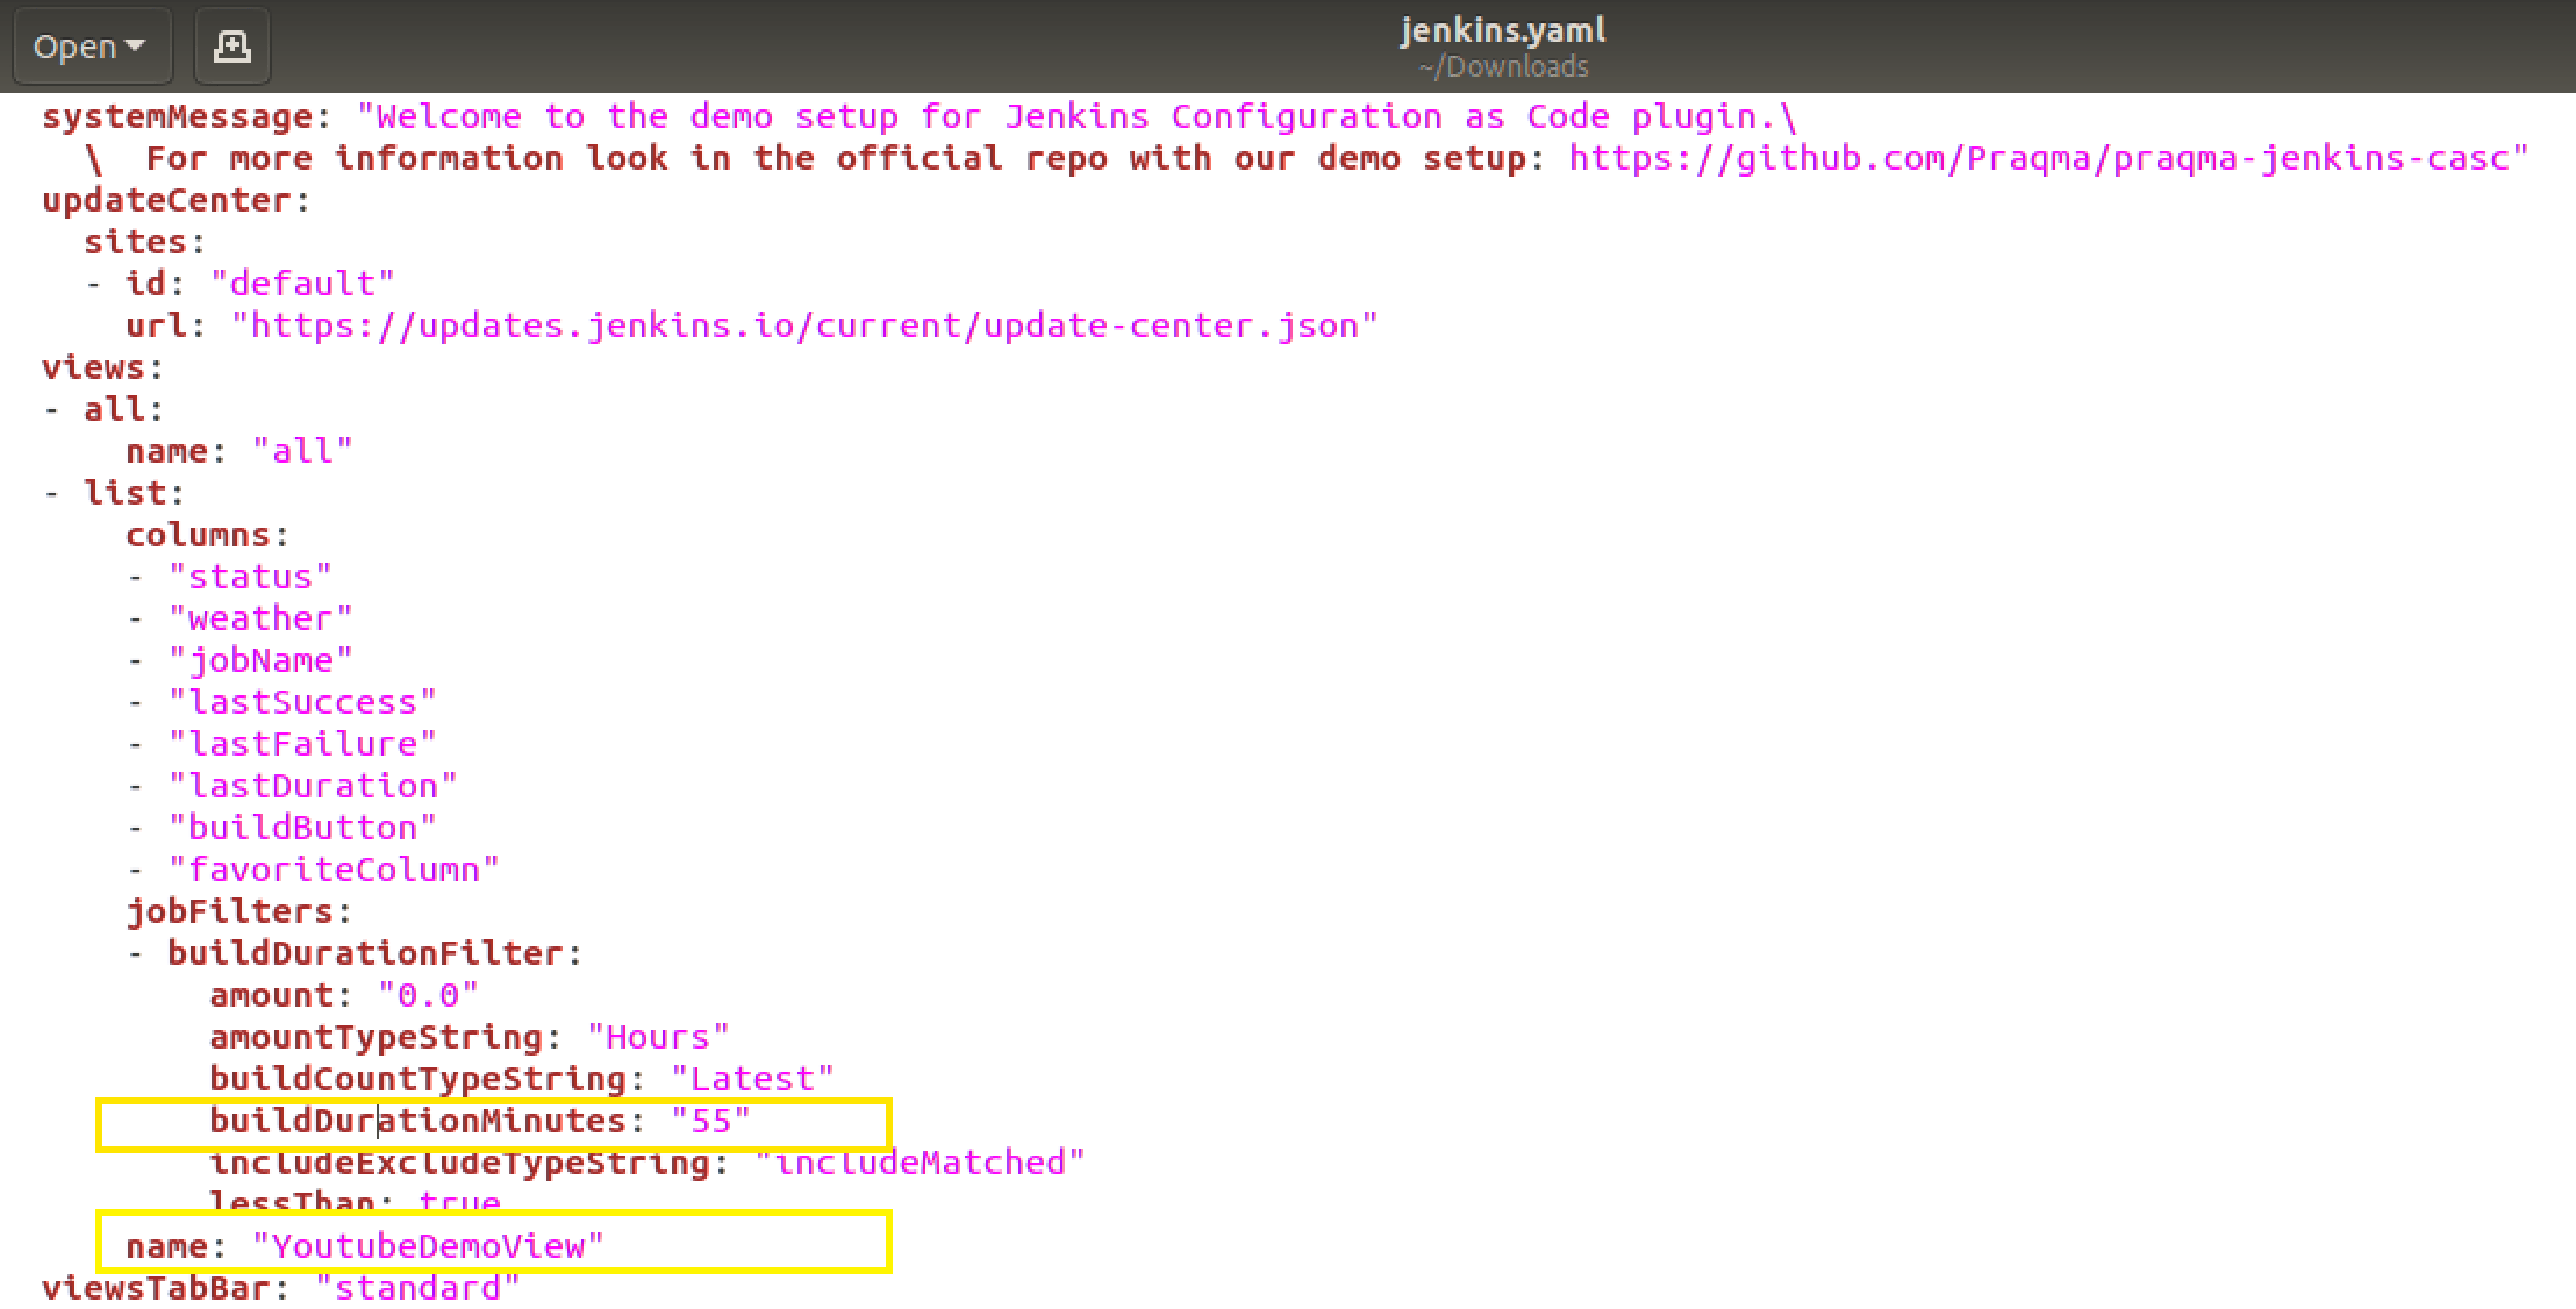 Open
jenkins.yaml
~/Downloads
systemMessage: "Welcome to the demo setup for Jenkins Configuration as Code plugin.\
\  For more information look in the official repo with our demo setup: https://github.com/Praqma/praqma-jenkins-casc"
updateCenter:
sites:
- id: "default"
url: "https://updates.jenkins.io/current/update-center.json"
views:
- all:
name: "all"
- list:
columns:
- "status"
- "weather"
- "jobName"
- "lastSuccess"
- "lastFailure"
- "lastDuration"
- "buildButton"
- "favoriteColumn"
jobFilters:
- buildDurationFilter:
amount: "0.0"
amountTypeString: "Hours"
buildCountTypeString: "Latest"
buildDurationMinutes: "55"
includeExcludeTypeString: "includeMatched"
lessThan: true
name: "YoutubeDemoView"
viewsTabBar: "standard"